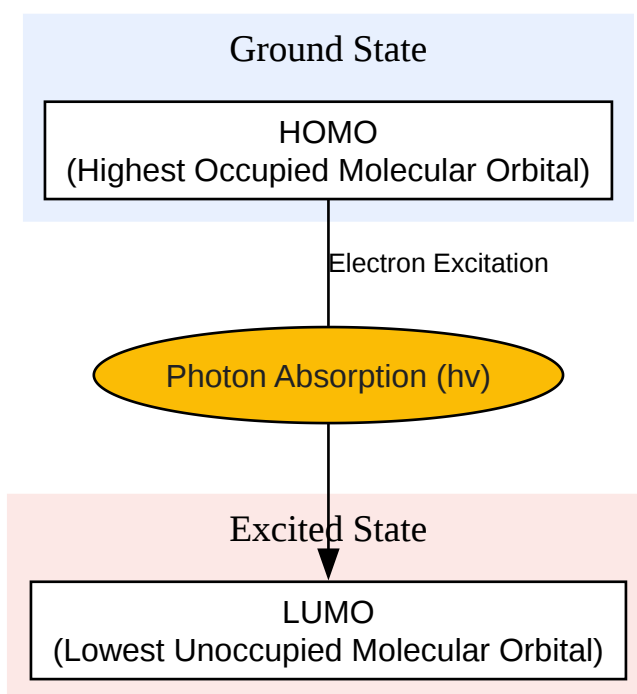 Ground State
HOMO
(Highest Occupied Molecular Orbital)
Electron Excitation
Photon Absorption (hv)
Excited State
LUMO
(Lowest Unoccupied Molecular Orbital)